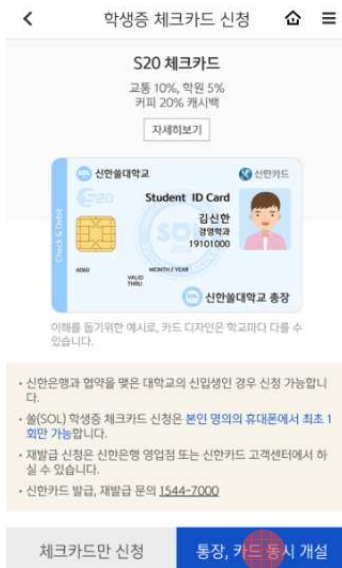 학생증 체크카드 신청
S20 체크카드
교통 10%, 학원 5%
커피 20% 캐시백
자세히보기
신한쏠대학교
신한카드
S20
Student ID Card
김신한
경영학과
19101000
Check & Debit
SOL
4060
MONTH / YEAR
VALID
THRU
신한쏠대학교 총장
이해를 돕기위한 예시로, 카드 디자인은 학교마다 다를 수
있습니다.
• 신한은행과 협약을 맺은 대학교의 신입생인 경우 신청 가능합니
다.
• 쏠(SOL) 학생증 체크카드 신청은 본인 명의의 휴대폰에서 최초 1
회만 가능합니다.
• 재발급 신청은 신한은행 영업점 또는 신한카드 고객센터에서 하
실 수 있습니다.
• 신한카드 발급, 재발급 문의 1544-7000
체크카드만 신청
통장, 카드 동시 개설